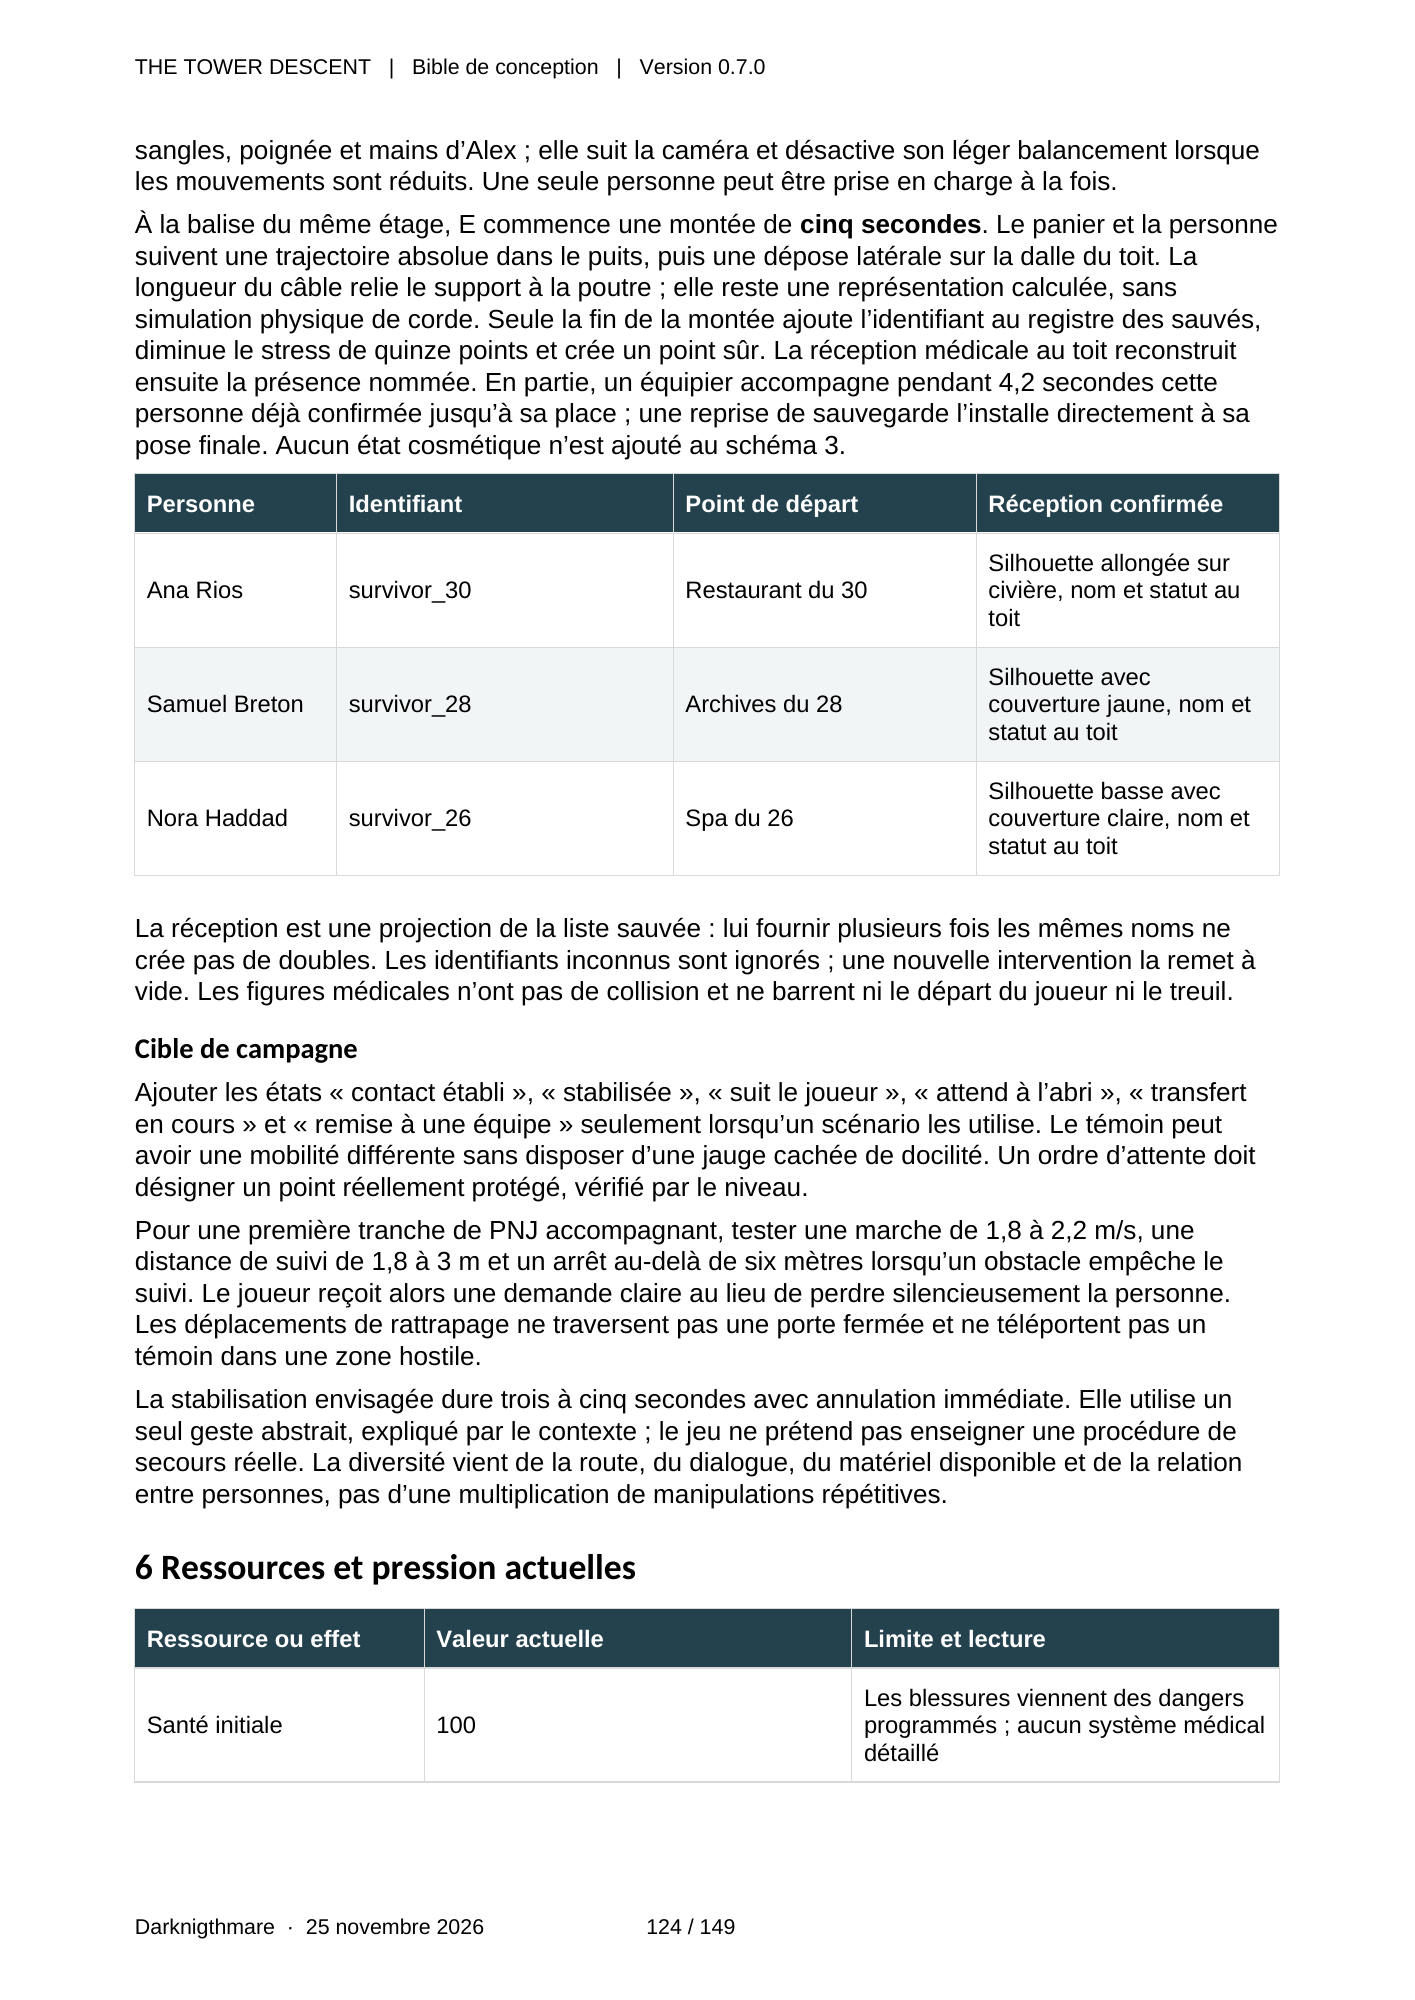 THE TOWER DESCENT | Bible de conception | Version 0.7.0
sangles, poignée et mains d’Alex ; elle suit la caméra et désactive son léger balancement lorsque
les mouvements sont réduits. Une seule personne peut être prise en charge à la fois.
À la balise du même étage, E commence une montée de cinq secondes. Le panier et la personne
suivent une trajectoire absolue dans le puits, puis une dépose latérale sur la dalle du toit. La
longueur du câble relie le support à la poutre ; elle reste une représentation calculée, sans
simulation physique de corde. Seule la fin de la montée ajoute l’identifiant au registre des sauvés,
diminue le stress de quinze points et crée un point sûr. La réception médicale au toit reconstruit
ensuite la présence nommée. En partie, un équipier accompagne pendant 4,2 secondes cette
personne déjà confirmée jusqu’à sa place ; une reprise de sauvegarde l’installe directement à sa
pose finale. Aucun état cosmétique n’est ajouté au schéma 3.
Personne Identifiant Point de départ Réception confirmée
Ana Rios survivor_30 Restaurant du 30 Silhouette allongée sur
civière, nom et statut au
toit
Samuel Breton survivor_28 Archives du 28 Silhouette avec
couverture jaune, nom et
statut au toit
Nora Haddad survivor_26 Spa du 26 Silhouette basse avec
couverture claire, nom et
statut au toit
La réception est une projection de la liste sauvée : lui fournir plusieurs fois les mêmes noms ne
crée pas de doubles. Les identifiants inconnus sont ignorés ; une nouvelle intervention la remet à
vide. Les figures médicales n’ont pas de collision et ne barrent ni le départ du joueur ni le treuil.
Cible de campagne
Ajouter les états « contact établi », « stabilisée », « suit le joueur », « attend à l’abri », « transfert
en cours » et « remise à une équipe » seulement lorsqu’un scénario les utilise. Le témoin peut
avoir une mobilité différente sans disposer d’une jauge cachée de docilité. Un ordre d’attente doit
désigner un point réellement protégé, vérifié par le niveau.
Pour une première tranche de PNJ accompagnant, tester une marche de 1,8 à 2,2 m/s, une
distance de suivi de 1,8 à 3 m et un arrêt au-delà de six mètres lorsqu’un obstacle empêche le
suivi. Le joueur reçoit alors une demande claire au lieu de perdre silencieusement la personne.
Les déplacements de rattrapage ne traversent pas une porte fermée et ne téléportent pas un
témoin dans une zone hostile.
La stabilisation envisagée dure trois à cinq secondes avec annulation immédiate. Elle utilise un
seul geste abstrait, expliqué par le contexte ; le jeu ne prétend pas enseigner une procédure de
secours réelle. La diversité vient de la route, du dialogue, du matériel disponible et de la relation
entre personnes, pas d’une multiplication de manipulations répétitives.
6 Ressources et pression actuelles
Ressource ou effet Valeur actuelle Limite et lecture
Santé initiale 100 Les blessures viennent des dangers
programmés ; aucun système médical
détaillé
Darknigthmare · 25 novembre 2026 124 / 149